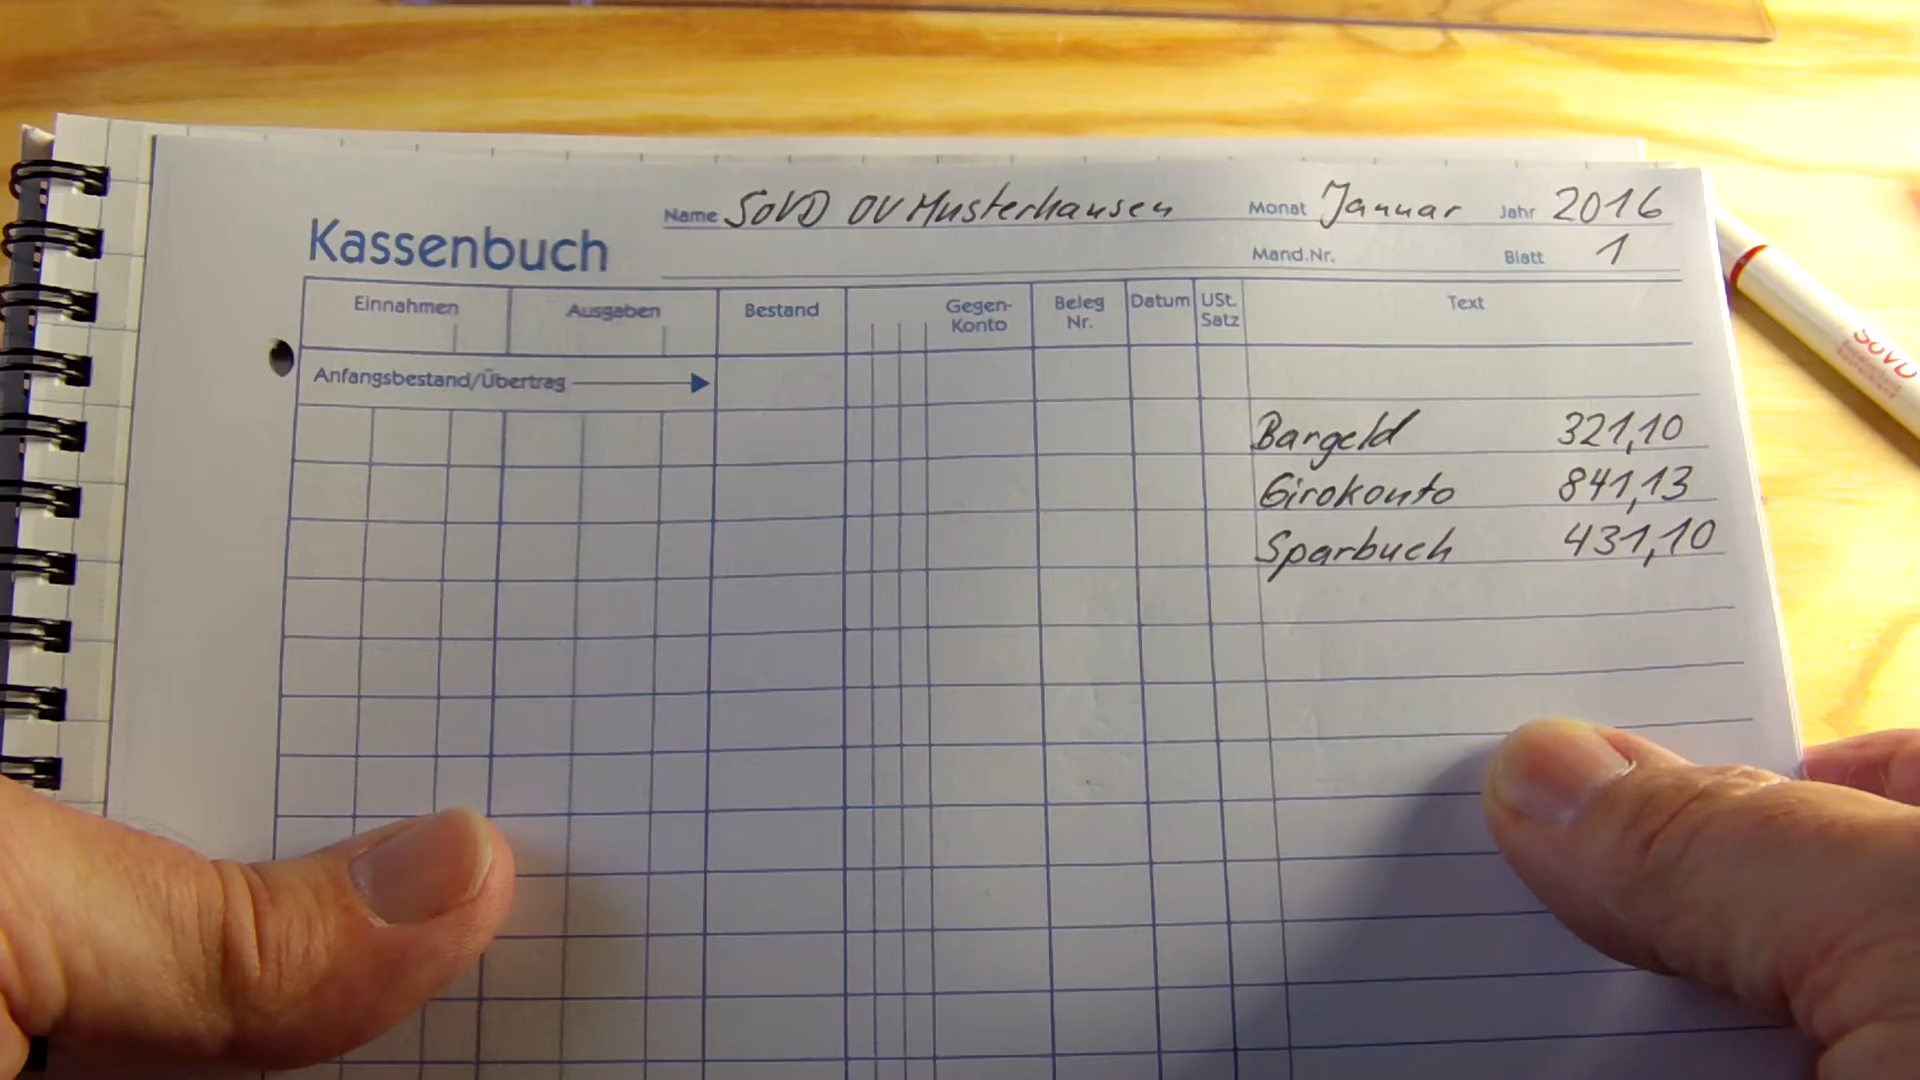 Kassenbuch
Name SoVD OV Musterhausen Monat Januar Jahr 2016
Mand.Nr. Blatt 1
Einnahmen Ausgaben Bestand Gegen-Konto Beleg Nr. Datum USt. Satz Text
Anfangsbestand/Übertrag
Bargeld 321,10
Girokonto 841,13
Sparbuch 431,10
SoVD